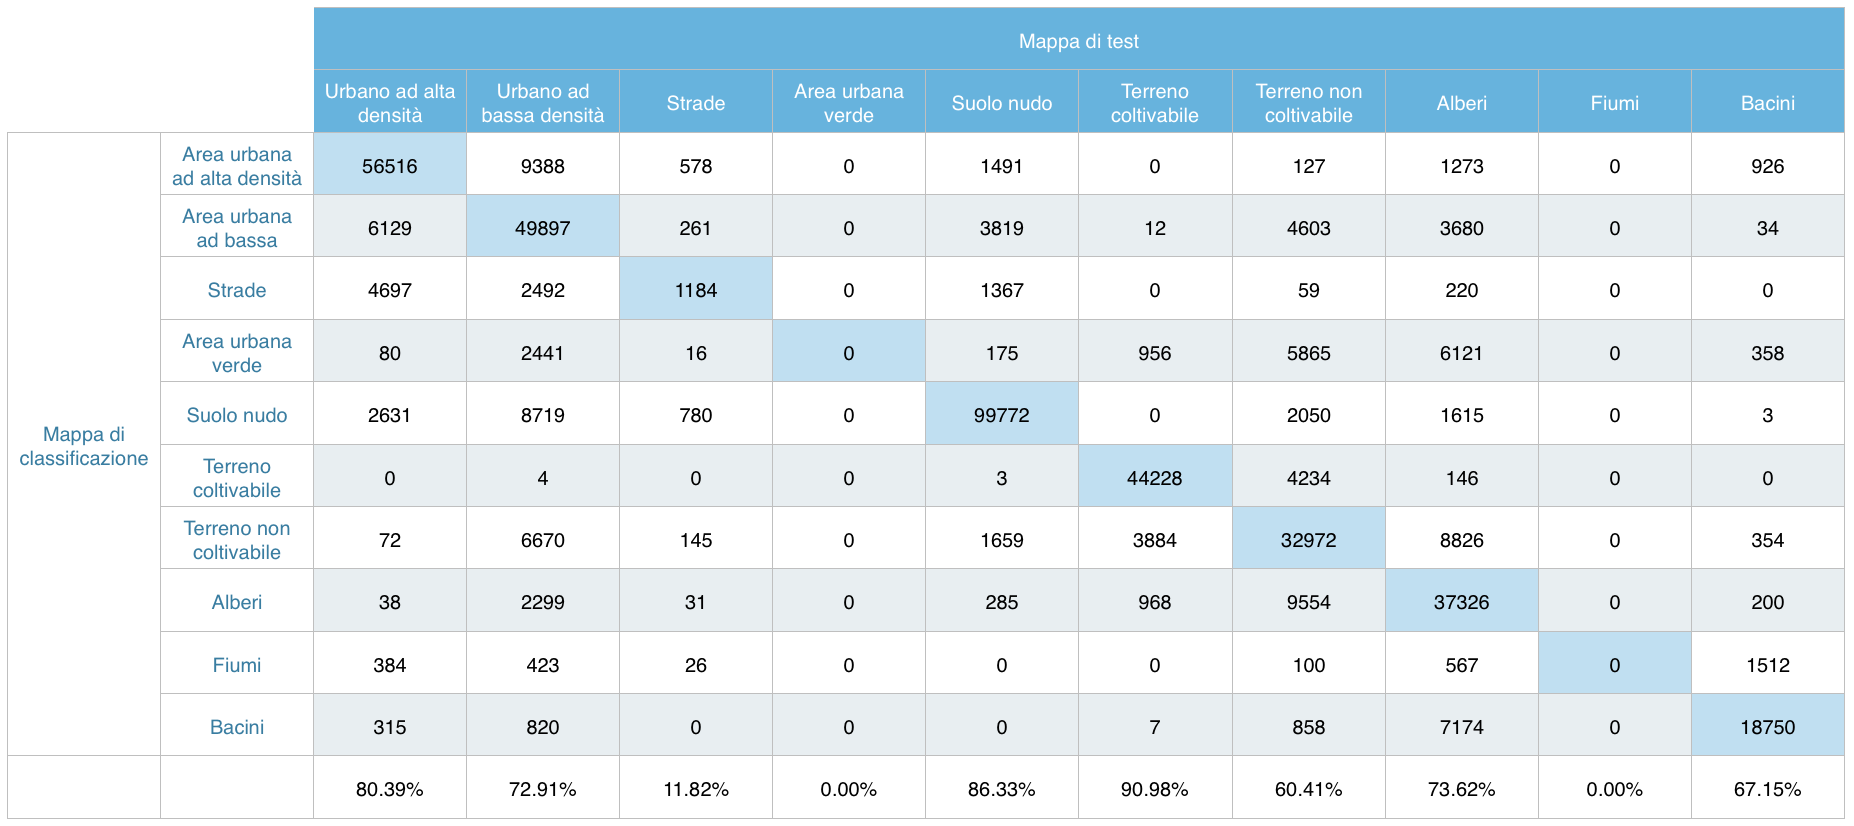 Mappa di test
Urbano ad alta
densità
Urbano ad
bassa densità
Strade
Area urbana
verde
Suolo nudo
Terreno
coltivabile
Terreno non
coltivabile
Alberi
Fiumi
Bacini
Mappa di
classificazione
Area urbana
ad alta densità
56516 9388 578 0 1491 0 127 1273 0 926
Area urbana
ad bassa
6129 49897 261 0 3819 12 4603 3680 0 34
Strade 4697 2492 1184 0 1367 0 59 220 0 0
Area urbana
verde
80 2441 16 0 175 956 5865 6121 0 358
Suolo nudo 2631 8719 780 0 99772 0 2050 1615 0 3
Terreno
coltivabile
0 4 0 0 3 44228 4234 146 0 0
Terreno non
coltivabile
72 6670 145 0 1659 3884 32972 8826 0 354
Alberi 38 2299 31 0 285 968 9554 37326 0 200
Fiumi 384 423 26 0 0 0 100 567 0 1512
Bacini 315 820 0 0 0 7 858 7174 0 18750
80.39% 72.91% 11.82% 0.00% 86.33% 90.98% 60.41% 73.62% 0.00% 67.15%